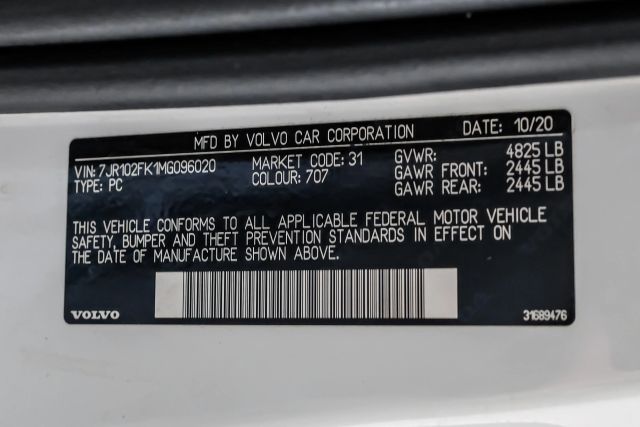 MFD BY VOLVO CAR CORPORATION DATE: 10/20
VIN: 7JR102FK1MG096020 MARKET CODE: 31 GVWR: 4825 LB
TYPE: PC COLOUR: 707 GAWR FRONT: 2445 LB
GAWR REAR: 2445 LB
THIS VEHICLE CONFORMS TO ALL APPLICABLE FEDERAL MOTOR VEHICLE
SAFETY, BUMPER AND THEFT PREVENTION STANDARDS IN EFFECT ON
THE DATE OF MANUFACTURE SHOWN ABOVE.
VOLVO 31689476